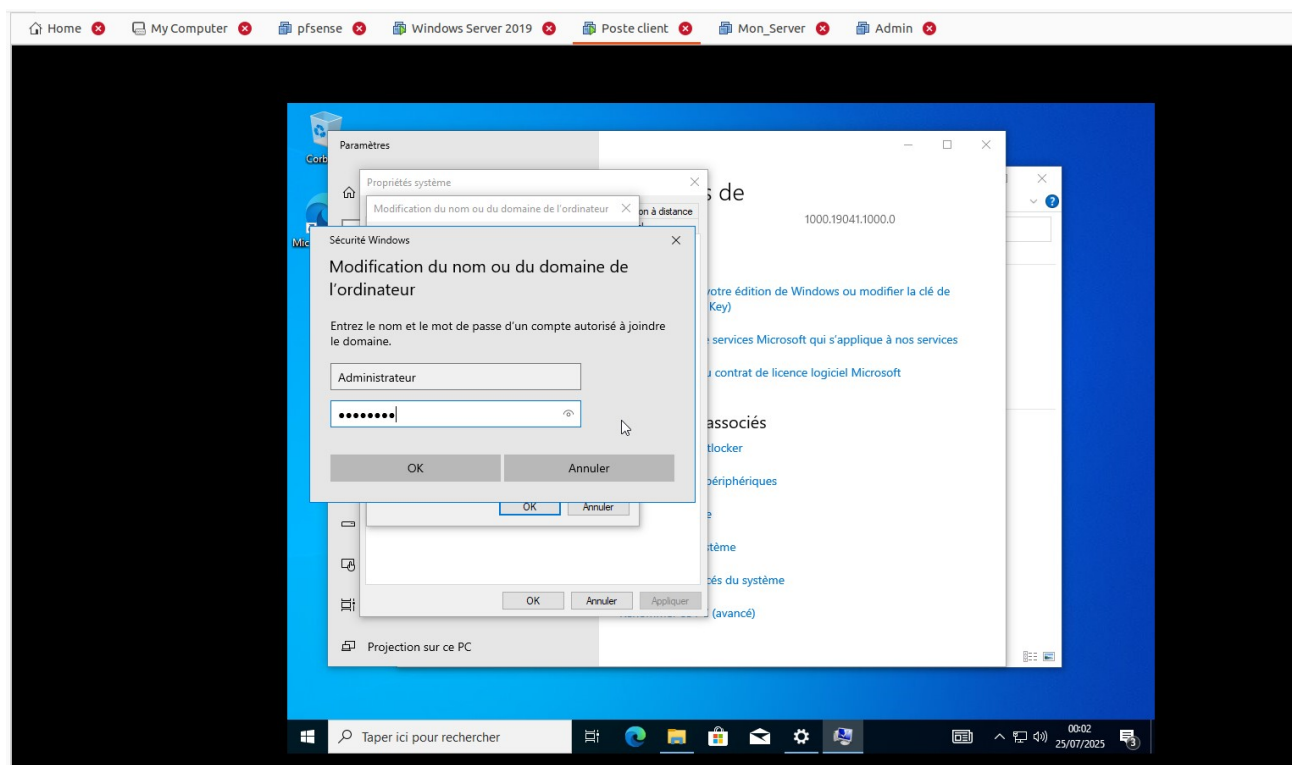 Home My Computer pfsense Windows Server 2019 Poste client Mon_Server Admin
Paramètres
Propriétés système
Modification du nom ou du domaine de l'ordinateur
on à distance
s de
1000.19041.1000.0
Sécurité Windows
Modification du nom ou du domaine de
l'ordinateur
Entrez le nom et le mot de passe d'un compte autorisé à joindre
le domaine.
Administrateur
OK Annuler
OK Annuler
OK Annuler Appliquer
votre édition de Windows ou modifier la clé de
Key)
services Microsoft qui s'applique à nos services
contrat de licence logiciel Microsoft
associés
tlocker
périphériques
tème
cés du système
(avancé)
Projection sur ce PC
Corb
Mic
Taper ici pour rechercher
00:02
25/07/2025
3